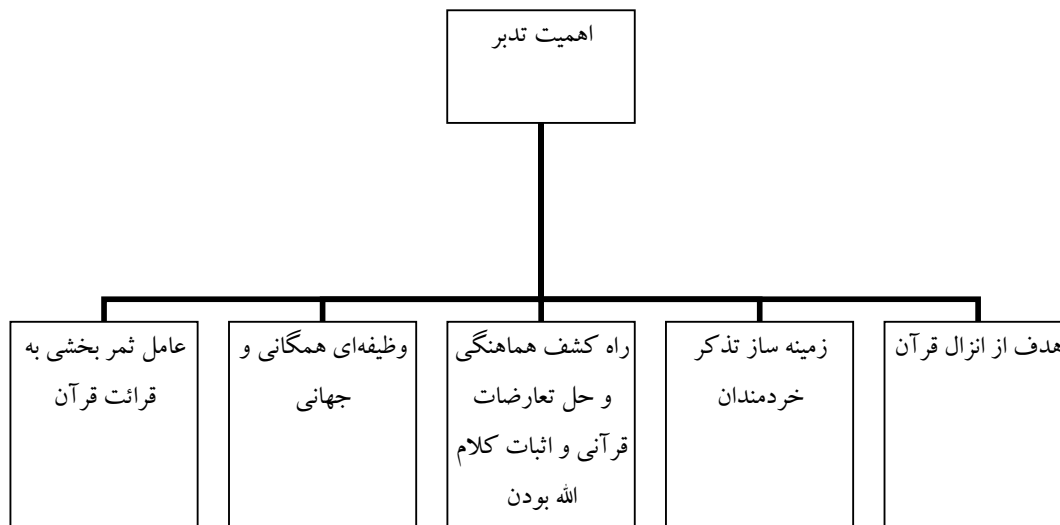 اهمیت تدبر
هدف از انزال قرآن
زمینه ساز تذکر
خردمندان
راه کشف هماهنگی
و حل تعارضات
قرآنی و اثبات کلام
الله بودن
وظیفه‌ای همگانی و
جهانی
عامل ثمر بخشی به
قرائت قرآن